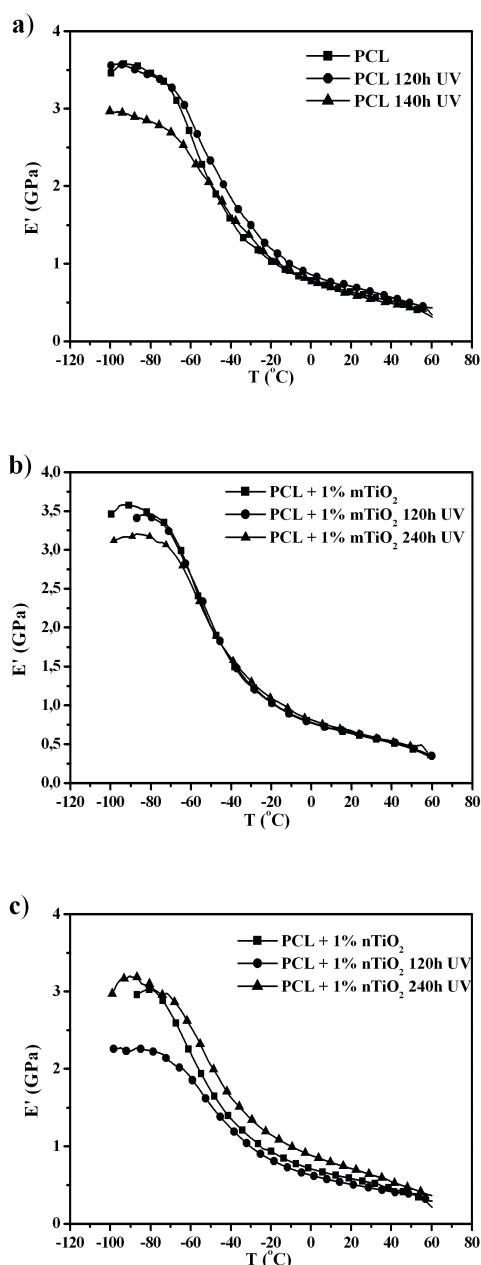 a)
PCL
PCL 120h UV
PCL 140h UV
4
3
2
1
0
E' (GPa)
-120 -100 -80 -60 -40 -20 0 20 40 60 80
T (°C)
b)
PCL + 1% mTiO₂
PCL + 1% mTiO₂ 120h UV
PCL + 1% mTiO₂ 240h UV
4,0
3,5
3,0
2,5
2,0
1,5
1,0
0,5
0,0
E' (GPa)
-120 -100 -80 -60 -40 -20 0 20 40 60 80
T (°C)
c)
PCL + 1% nTiO₂
PCL + 1% nTiO₂ 120h UV
PCL + 1% nTiO₂ 240h UV
4
3
2
1
0
E' (GPa)
-120 -100 -80 -60 -40 -20 0 20 40 60 80
T (°C)